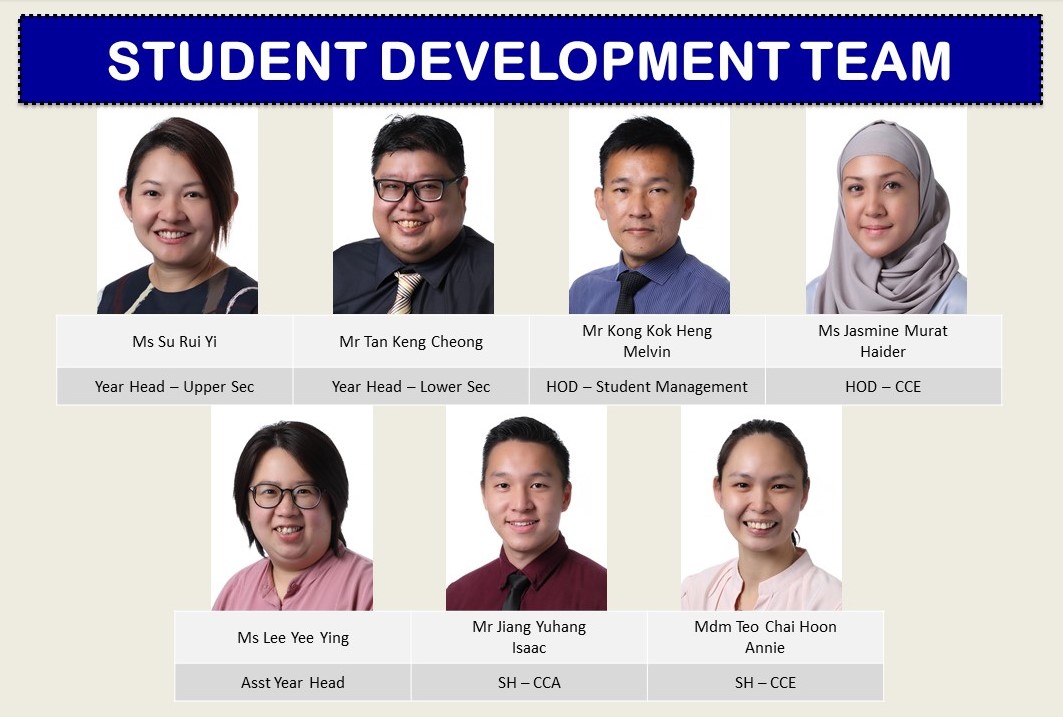 STUDENT DEVELOPMENT TEAM
Ms Su Rui Yi
Mr Tan Keng Cheong
Mr Kong Kok Heng
Melvin
Ms Jasmine Murat
Haider
Year Head – Upper Sec
Year Head – Lower Sec
HOD – Student Management
HOD – CCE
Ms Lee Yee Ying
Mr Jiang Yuhang
Isaac
Mdm Teo Chai Hoon
Annie
Asst Year Head
SH – CCA
SH – CCE